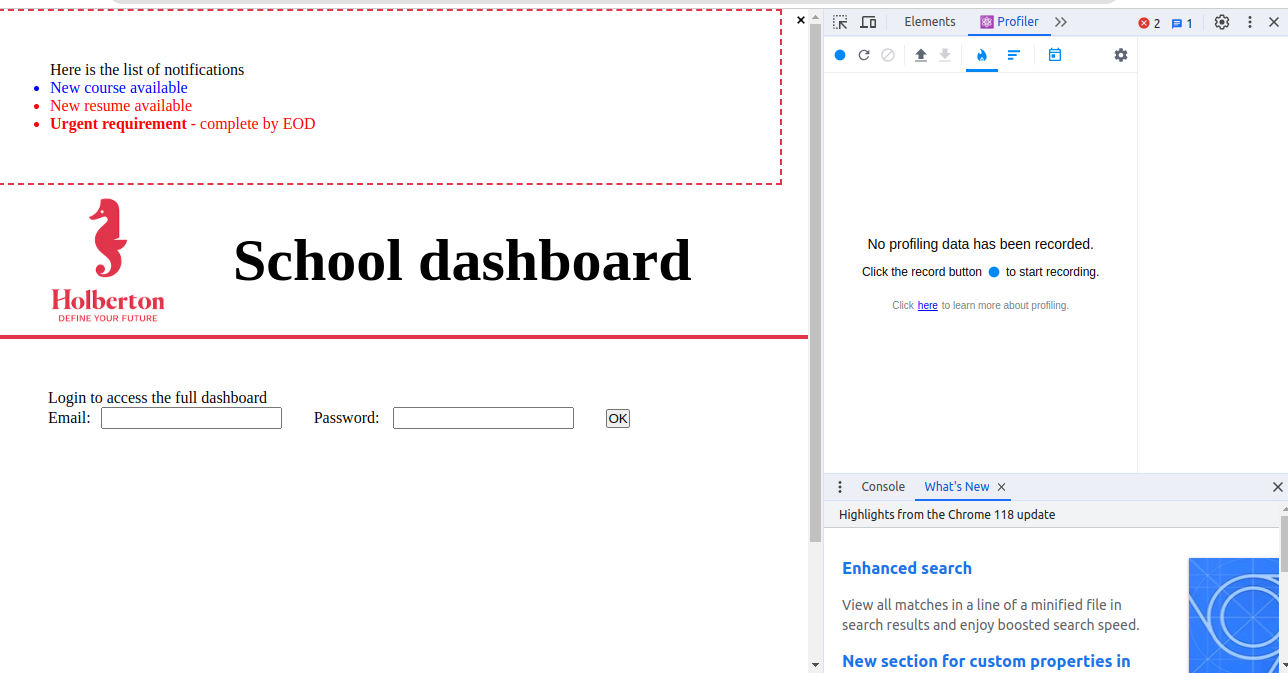 Here is the list of notifications
New course available
New resume available
Urgent requirement - complete by EOD
Holberton
DEFINE YOUR FUTURE
School dashboard
Login to access the full dashboard
Email: Password: OK
Elements Profiler 2 1
No profiling data has been recorded.
Click the record button to start recording.
Click here to learn more about profiling.
Console What's New
Highlights from the Chrome 118 update
Enhanced search
View all matches in a line of a minified file in
search results and enjoy boosted search speed.
New section for custom properties in